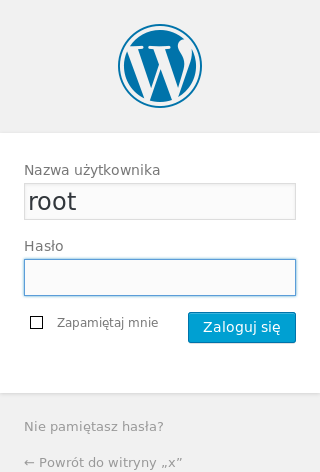 Nazwa użytkownika
root
Hasło
Zapamiętaj mnie
Zaloguj się
Nie pamiętasz hasła?
← Powrót do witryny „x”